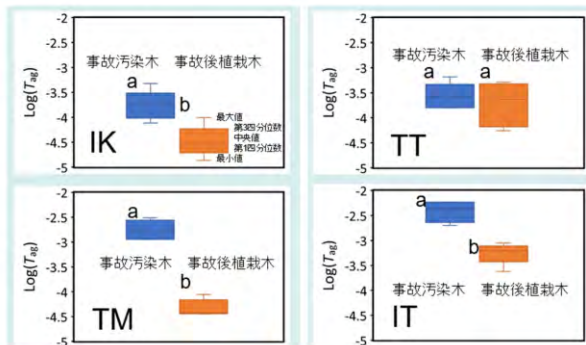 -2
-2.5
-3
-3.5
-4
-4.5
-5
Log(Tag)
事故汚染木 事故後植栽木
a
b
最大値
第3四分位数
中央値
第1四分位数
最小値
IK
-2
-2.5
-3
-3.5
-4
-4.5
-5
Log(Tag)
事故汚染木 事故後植栽木
a a
TT
-2
-2.5
-3
-3.5
-4
-4.5
-5
Log(Tag)
a
事故汚染木 事故後植栽木
b
TM
-2
-2.5
-3
-3.5
-4
-4.5
-5
Log(Tag)
a
b
事故汚染木 事故後植栽木
IT